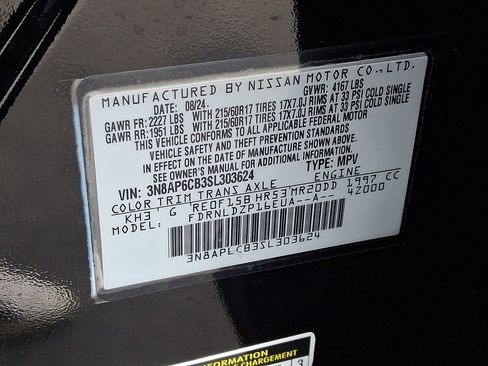 MANUFACTURED BY NISSAN MOTOR CO., LTD.
DATE: 08/24 GVWR: 4167 LBS
GAWR FR: 2227 LBS WITH 215/60R17 TIRES 17X7.0J RIMS AT 33 PSI COLD SINGLE
GAWR RR: 1951 LBS WITH 215/60R17 TIRES 17X7.0J RIMS AT 33 PSI COLD SINGLE
THIS VEHICLE CONFORMS TO ALL APPLICABLE FEDERAL MOTOR
VEHICLE SAFETY AND THEFT PREVENTION STANDARDS
IN EFFECT ON THE DATE OF MANUFACTURE SHOWN ABOVE.
SEE OWNER'S MANUAL FOR ADDITIONAL INFORMATION
VIN: 3N8AP6CB3SL303624 TYPE: MPV
COLOR TRIM TRANS AXLE ENGINE
KH3 G RE0F15B HR53 MR20DD 1997 CC
MODEL: FDRNLDZP16EUA--A-- 4Z000
3N8AP6CB3SL303624
INFORMATION
CHARGEMENT
3